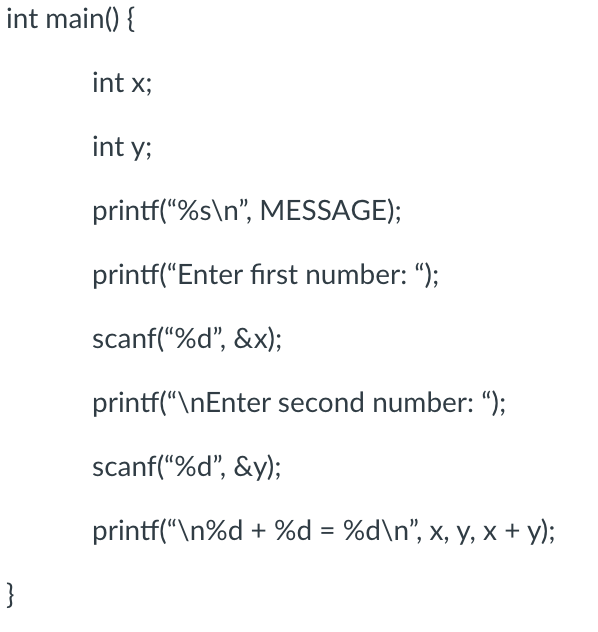 int main() {
int x;
int y;
printf(“%s\n”, MESSAGE);
printf(“Enter first number: “);
scanf(“%d”, &x);
printf(“\nEnter second number: “);
scanf(“%d”, &y);
printf(“\n%d + %d = %d\n”, x, y, x + y);
}